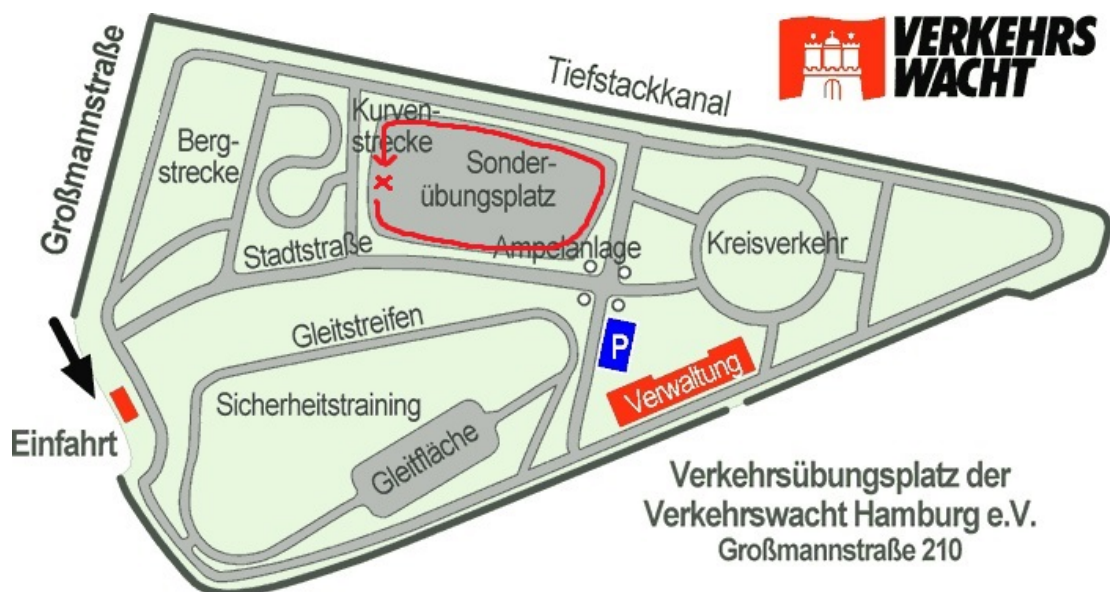 VERKEHRS
WACHT
Großmannstraße
Tiefstackkanal
Kurven-
strecke
Berg-
strecke
Sonder-
übungsplatz
Stadtstraße
Ampelanlage
Kreisverkehr
Gleitstreifen
P
Verwaltung
Sicherheitstraining
Gleitfläche
Einfahrt
Verkehrsübungsplatz der
Verkehrswacht Hamburg e.V.
Großmannstraße 210